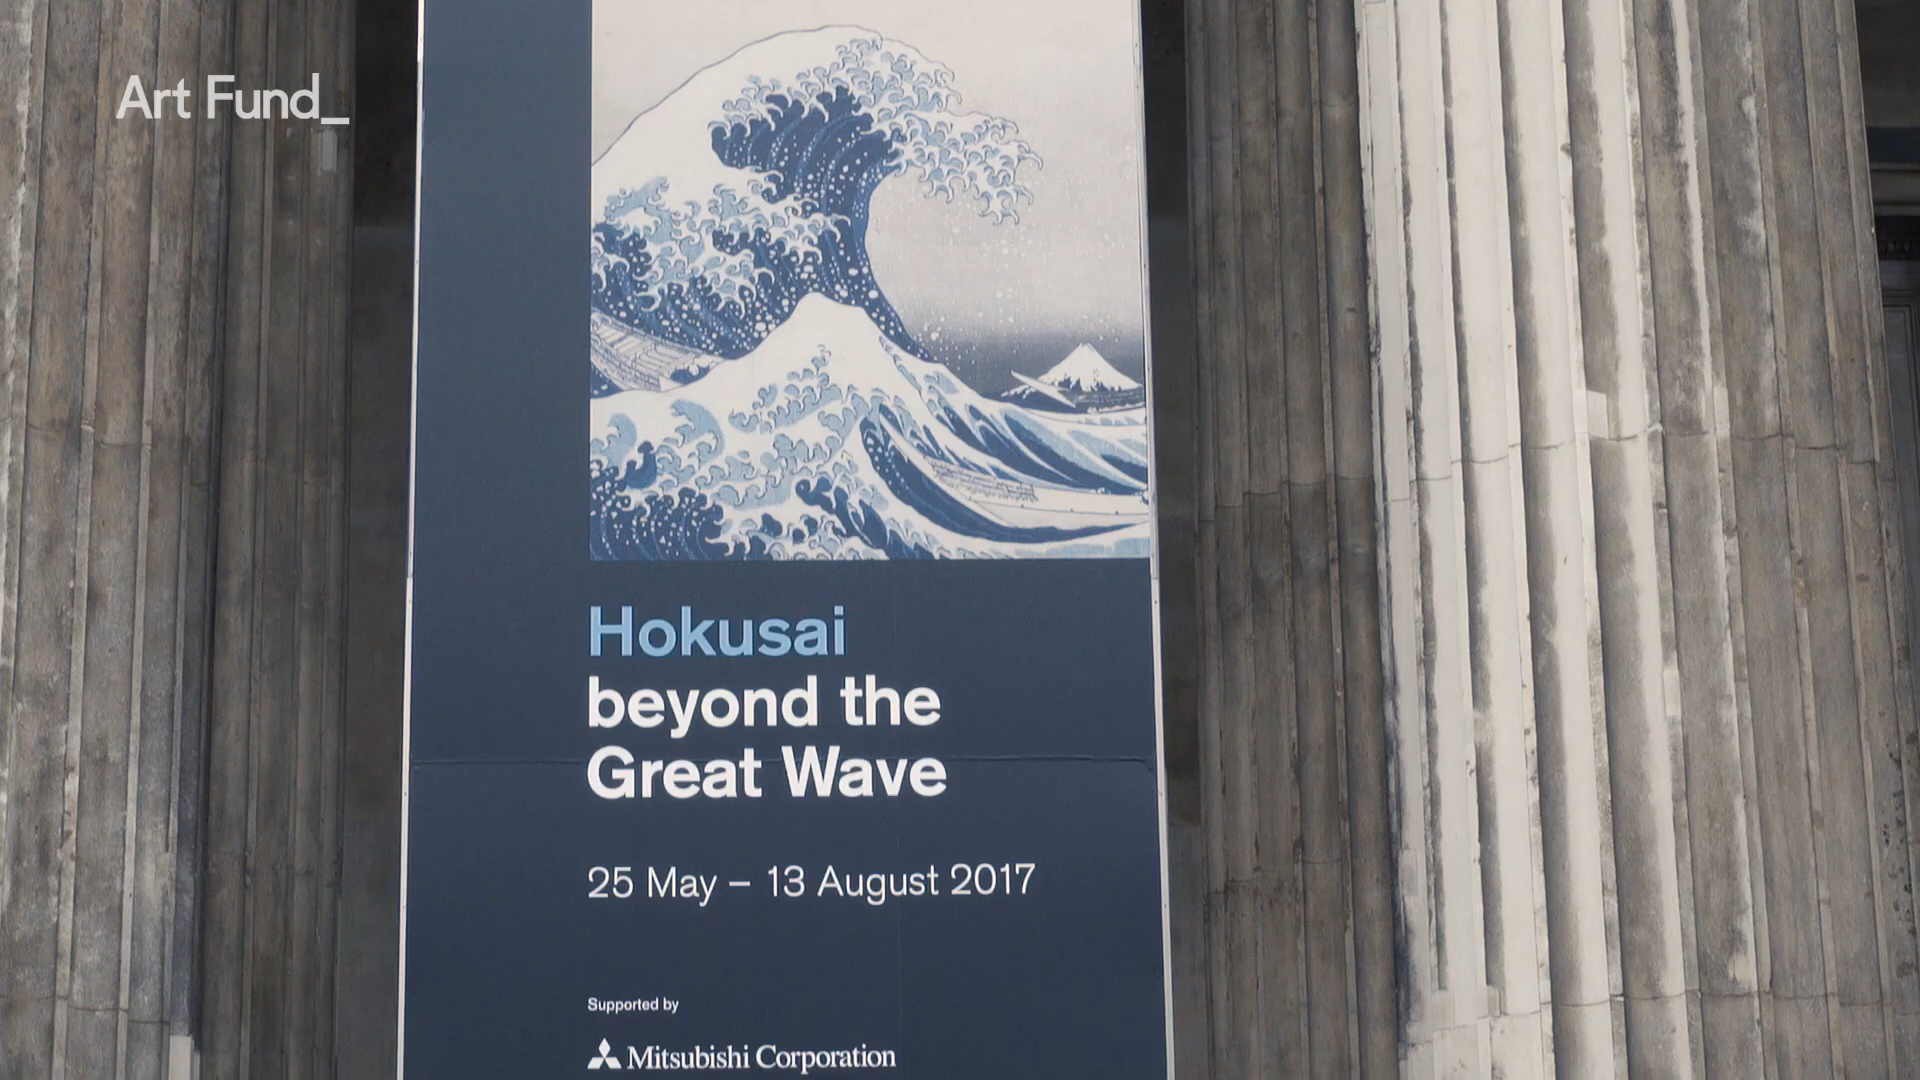 Art Fund_
Hokusai
beyond the
Great Wave
25 May – 13 August 2017
Supported by
Mitsubishi Corporation